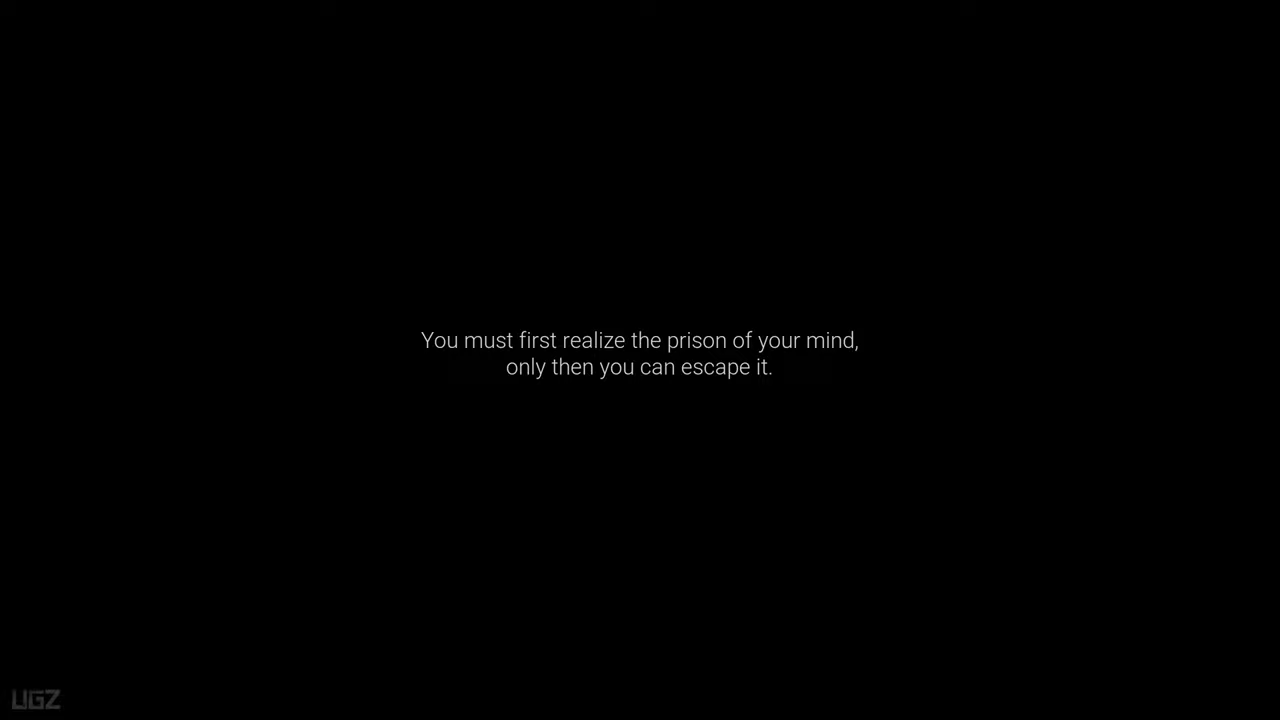 You must first realize the prison of your mind,
only then you can escape it.
UGZ